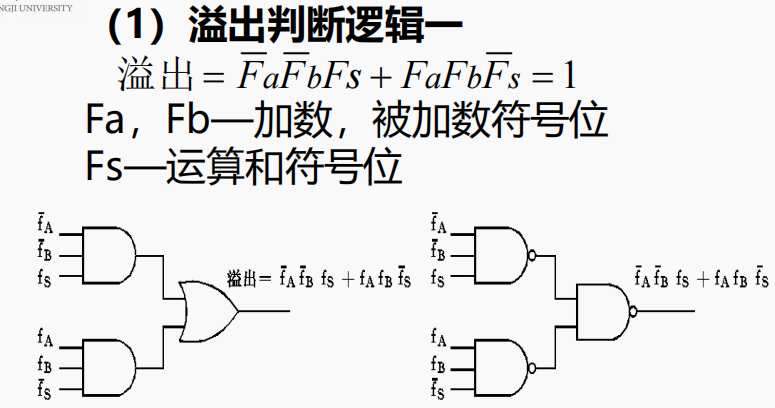 NGJI UNIVERSITY
（1）溢出判断逻辑一
溢出 = F̅aF̅bFs + FaFbF̅s = 1
Fa，Fb—加数，被加数符号位
Fs—运算和符号位
f̅A
f̅B
fS
溢出= f̅A f̅B fS + fA fB f̅S
fA
fB
f̅S
f̅A
f̅B
fS
f̅A f̅B fS + fA fB f̅S
fA
fB
f̅S